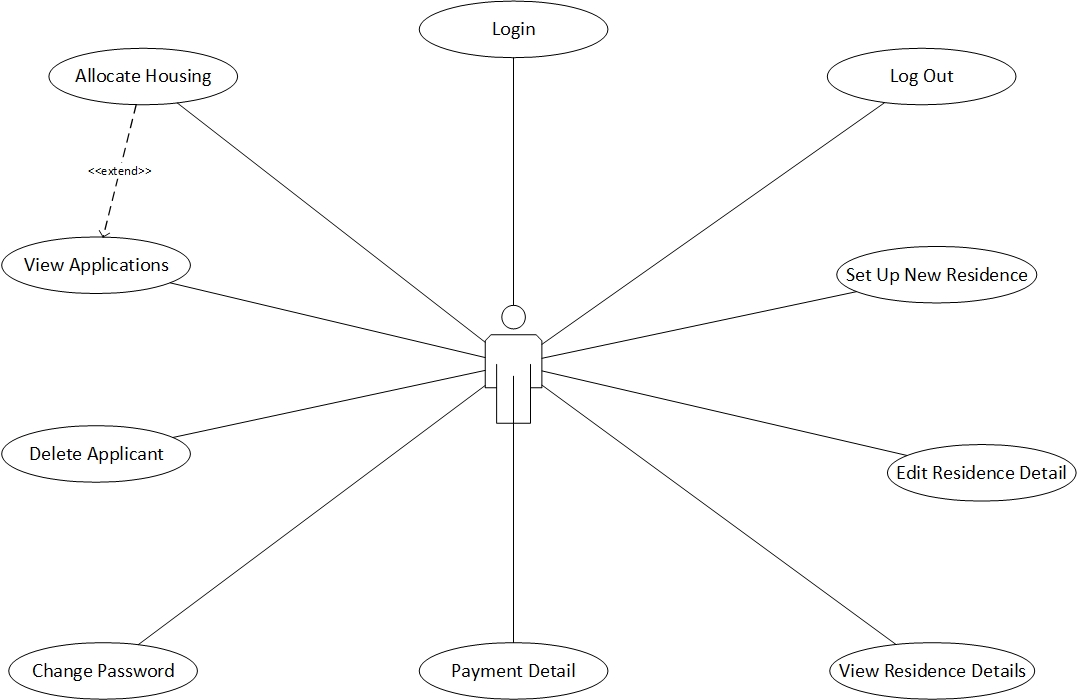 Login
Allocate Housing
Log Out
<<extend>>
View Applications
Set Up New Residence
Delete Applicant
Edit Residence Detail
Change Password
Payment Detail
View Residence Details